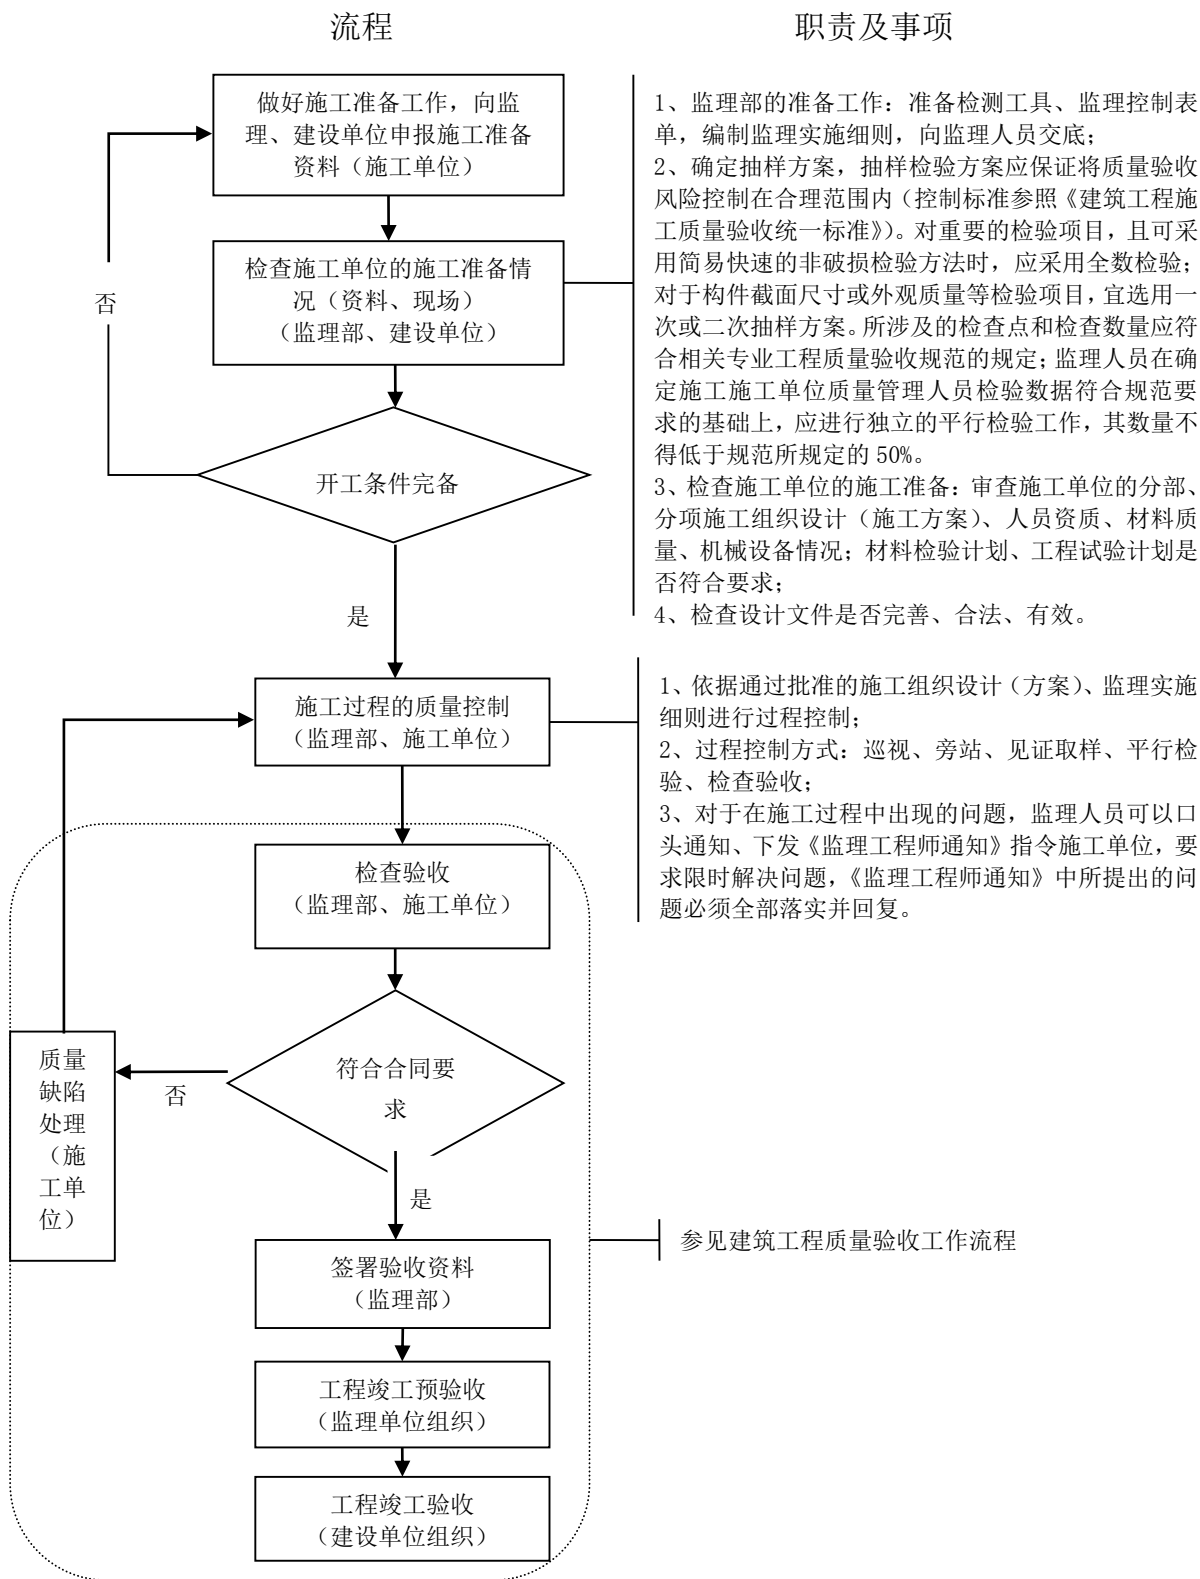 流程
职责及事项
做好施工准备工作，向监
理、建设单位申报施工准备
资料（施工单位）
检查施工单位的施工准备情
况（资料、现场）
（监理部、建设单位）
否
开工条件完备
是
1、监理部的准备工作：准备检测工具、监理控制表
单，编制监理实施细则，向监理人员交底；
2、确定抽样方案，抽样检验方案应保证将质量验收
风险控制在合理范围内（控制标准参照《建筑工程施
工质量验收统一标准》）。对重要的检验项目，且可采
用简易快速的非破损检验方法时，应采用全数检验；
对于构件截面尺寸或外观质量等检验项目，宜选用一
次或二次抽样方案。所涉及的检查点和检查数量应符
合相关专业工程质量验收规范的规定；监理人员在确
定施工施工单位质量管理人员检验数据符合规范要
求的基础上，应进行独立的平行检验工作，其数量不
得低于规范所规定的 50%。
3、检查施工单位的施工准备：审查施工单位的分部、
分项施工组织设计（施工方案）、人员资质、材料质
量、机械设备情况；材料检验计划、工程试验计划是
否符合要求；
4、检查设计文件是否完善、合法、有效。
施工过程的质量控制
（监理部、施工单位）
1、依据通过批准的施工组织设计（方案）、监理实施
细则进行过程控制；
2、过程控制方式：巡视、旁站、见证取样、平行检
验、检查验收；
3、对于在施工过程中出现的问题，监理人员可以口
头通知、下发《监理工程师通知》指令施工单位，要
求限时解决问题，《监理工程师通知》中所提出的问
题必须全部落实并回复。
检查验收
（监理部、施工单位）
符合合同要
求
否
质量
缺陷
处理
（施
工单
位）
是
签署验收资料
（监理部）
参见建筑工程质量验收工作流程
工程竣工预验收
（监理单位组织）
工程竣工验收
（建设单位组织）